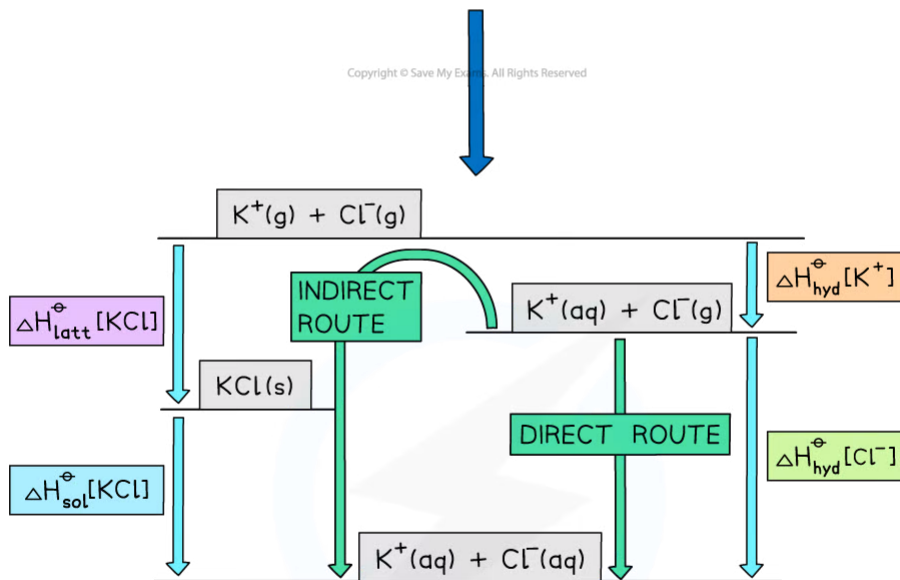 Copyright © Save My Exams. All Rights Reserved
K⁺(g) + Cl⁻(g)
ΔH⦵hyd[K⁺]
INDIRECT
ROUTE
K⁺(aq) + Cl⁻(g)
ΔH⦵latt[KCl]
KCl(s)
DIRECT ROUTE
ΔH⦵hyd[Cl⁻]
ΔH⦵sol[KCl]
K⁺(aq) + Cl⁻(aq)